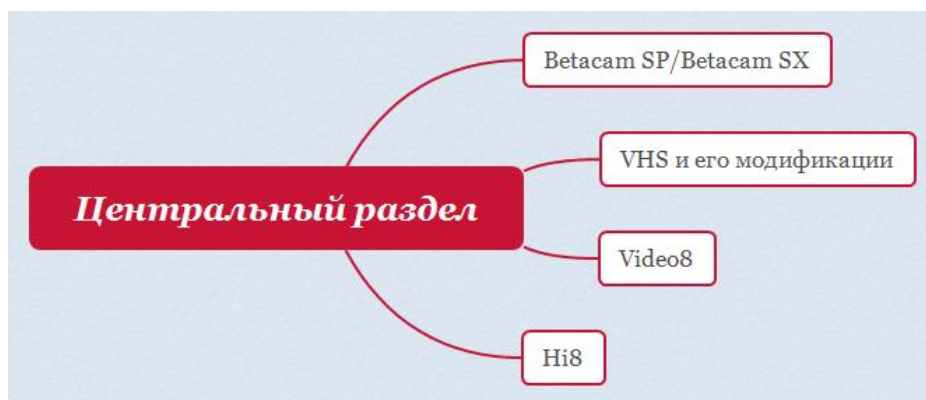 Центральный раздел
Betacam SP/Betacam SX
VHS и его модификации
Video8
Hi8